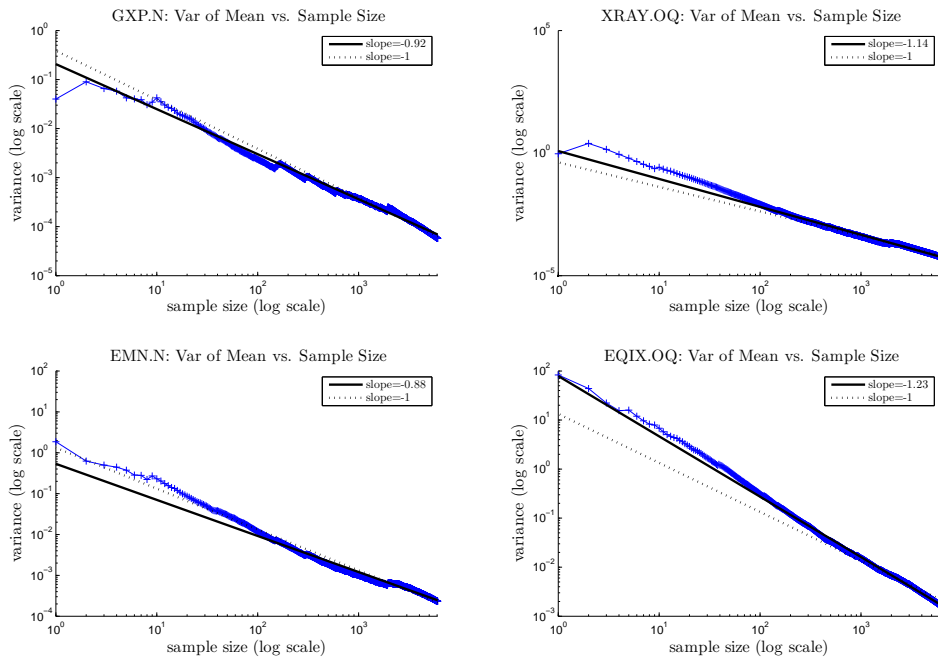 GXP.N: Var of Mean vs. Sample Size
slope=-0.92
slope=-1
10^0
10^-1
10^-2
10^-3
10^-4
10^-5
variance (log scale)
10^0 10^1 10^2 10^3
sample size (log scale)
XRAY.OQ: Var of Mean vs. Sample Size
slope=-1.14
slope=-1
10^5
10^0
10^-5
variance (log scale)
10^0 10^1 10^2 10^3
sample size (log scale)
EMN.N: Var of Mean vs. Sample Size
slope=-0.88
slope=-1
10^2
10^1
10^0
10^-1
10^-2
10^-3
10^-4
variance (log scale)
10^0 10^1 10^2 10^3
sample size (log scale)
EQIX.OQ: Var of Mean vs. Sample Size
slope=-1.23
slope=-1
10^2
10^1
10^0
10^-1
10^-2
10^-3
variance (log scale)
10^0 10^1 10^2 10^3
sample size (log scale)